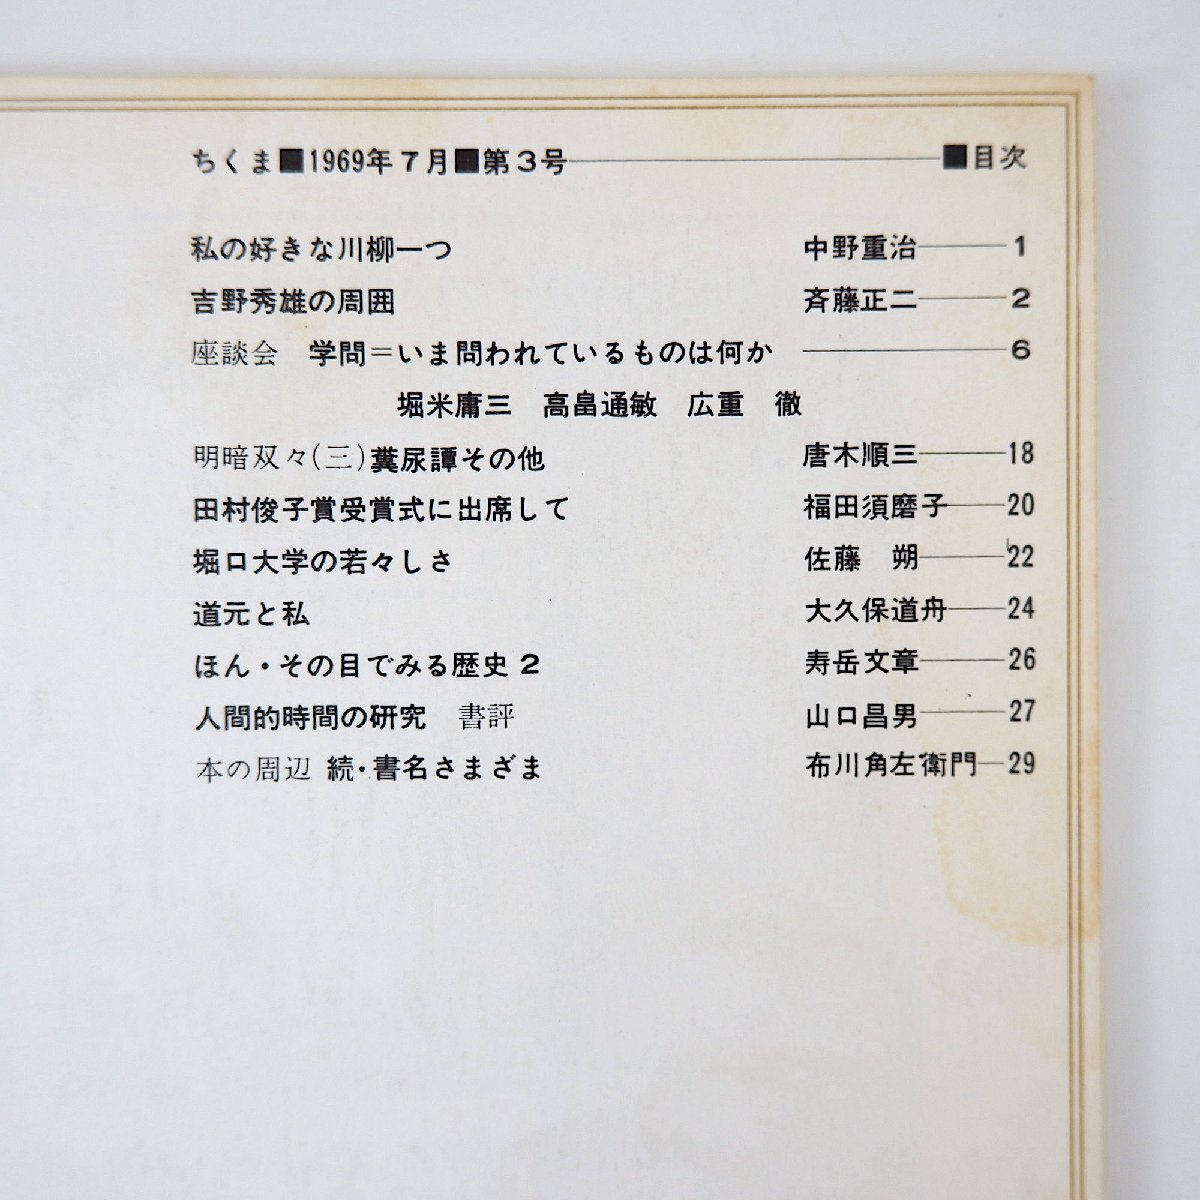 ちくま■1969年7月■第3号――■目次
私の好きな川柳一つ 中野重治――1
吉野秀雄の周囲 斉藤正二――2
座談会 学問=いま問われているものは何か ――6
堀米庸三 高畠通敏 広重 徹
明暗双々(三)糞尿譚その他 唐木順三――18
田村俊子賞受賞式に出席して 福田須磨子――20
堀口大学の若々しさ 佐藤 朔――22
道元と私 大久保道舟――24
ほん・その目でみる歴史 2 寿岳文章――26
人間的時間の研究 書評 山口昌男――27
本の周辺 続・書名さまざま 布川角左衛門―29